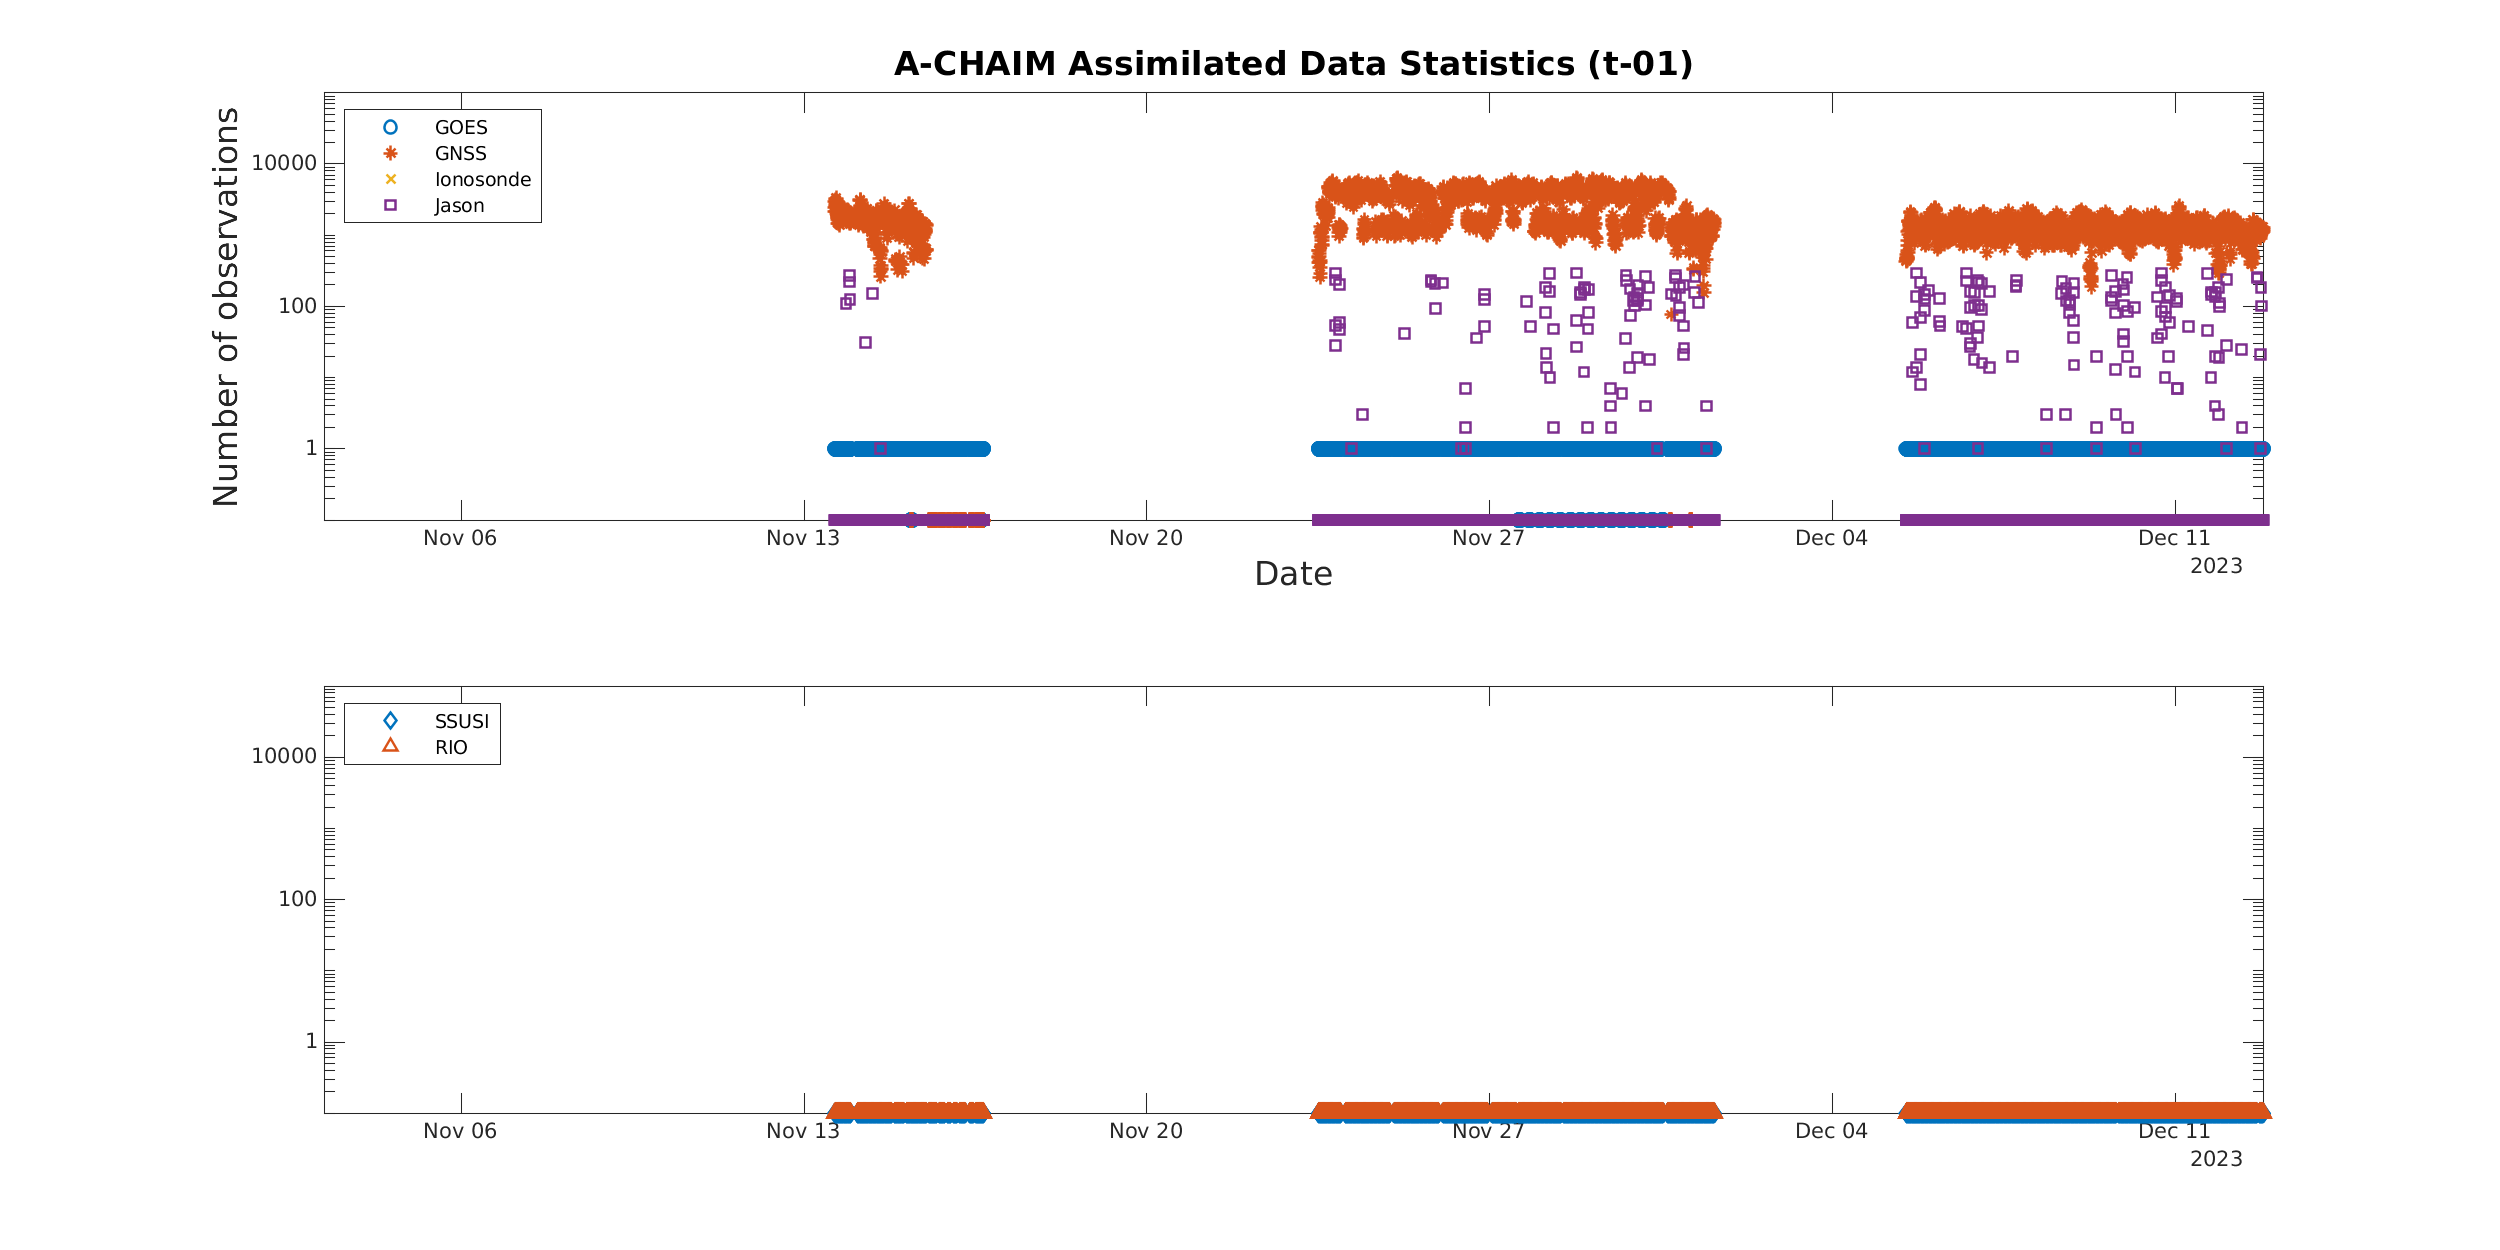 A-CHAIM Assimilated Data Statistics (t-01)
Number of observations
10000
100
1
GOES
GNSS
Ionosonde
Jason
Nov 06
Nov 13
Nov 20
Nov 27
Dec 04
Dec 11
2023
Date
10000
100
1
SSUSI
RIO
Nov 06
Nov 13
Nov 20
Nov 27
Dec 04
Dec 11
2023